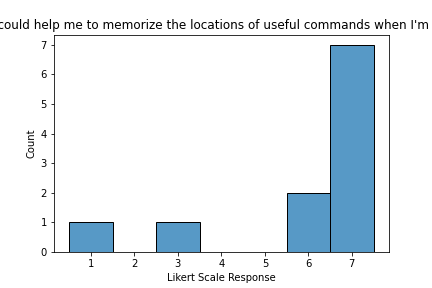 could help me to memorize the locations of useful commands when I'm
7
6
5
4
3
2
1
0
Count
1 2 3 4 5 6 7
Likert Scale Response